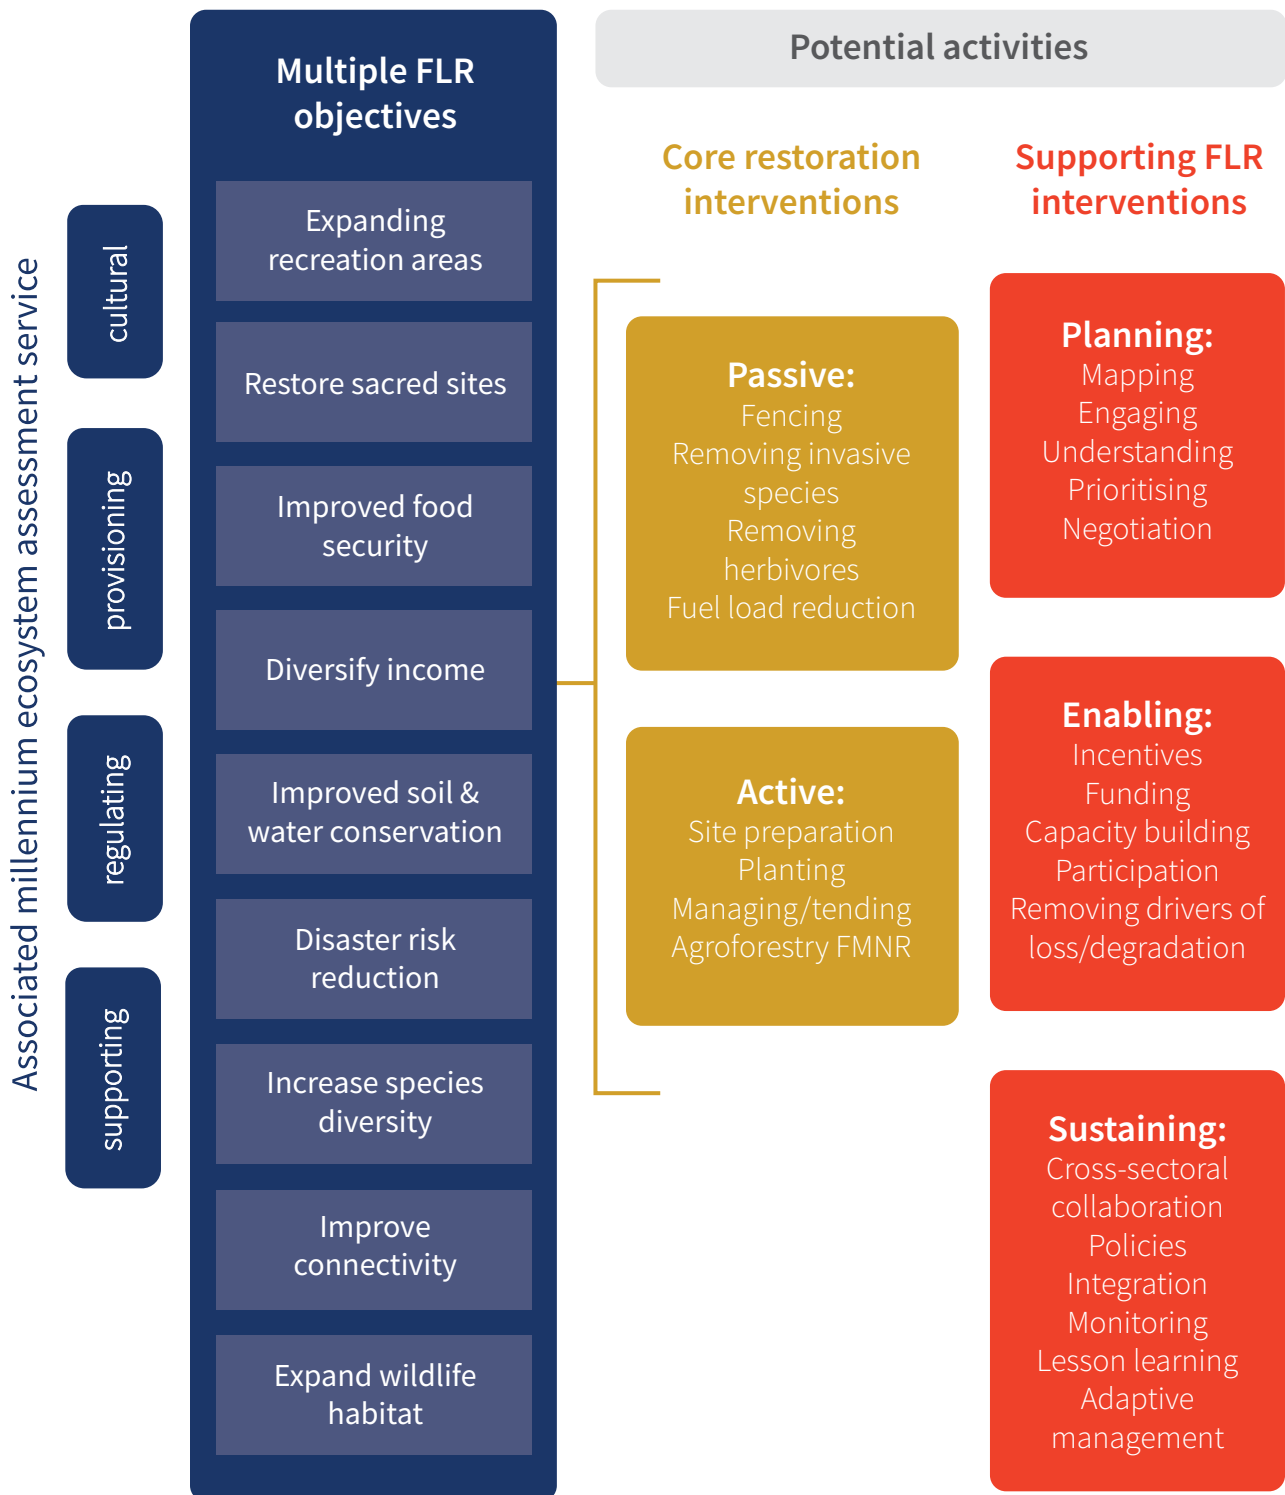 Associated millennium ecosystem assessment service
cultural
provisioning
regulating
supporting
Multiple FLR
objectives
Expanding
recreation areas
Restore sacred sites
Improved food
security
Diversify income
Improved soil &
water conservation
Disaster risk
reduction
Increase species
diversity
Improve
connectivity
Expand wildlife
habitat
Potential activities
Core restoration
interventions
Passive:
Fencing
Removing invasive
species
Removing
herbivores
Fuel load reduction
Active:
Site preparation
Planting
Managing/tending
Agroforestry FMNR
Supporting FLR
interventions
Planning:
Mapping
Engaging
Understanding
Prioritising
Negotiation
Enabling:
Incentives
Funding
Capacity building
Participation
Removing drivers of
loss/degradation
Sustaining:
Cross-sectoral
collaboration
Policies
Integration
Monitoring
Lesson learning
Adaptive
management